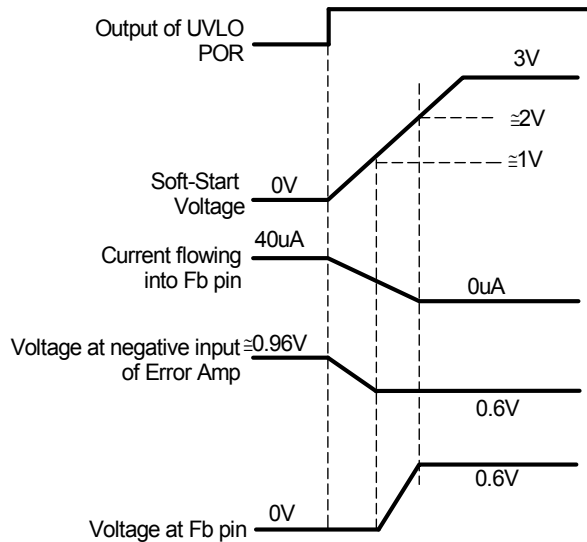 Output of UVLO
POR
3V
≅2V
≅1V
Soft-Start
Voltage
0V
40uA
Current flowing
into Fb pin
0uA
Voltage at negative input
of Error Amp
≅0.96V
0.6V
0.6V
Voltage at Fb pin
0V